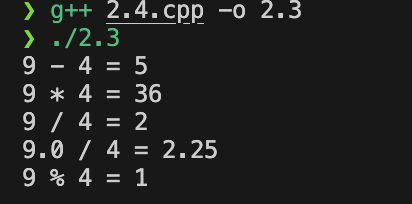 ❯ g++ 2.4.cpp -o 2.3
❯ ./2.3
9 - 4 = 5
9 * 4 = 36
9 / 4 = 2
9.0 / 4 = 2.25
9 % 4 = 1